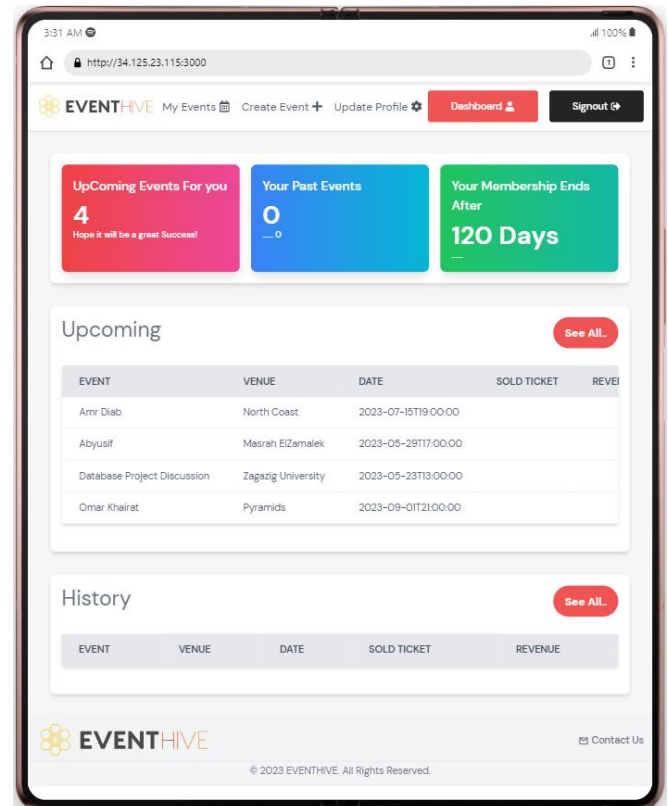 3:31 AM
100%
http://34.125.23.115:3000
1
EVENTHIVE My Events Create Event Update Profile Dashboard Signout
UpComing Events For you
4
Hope it will be a great Success!
Your Past Events
0
__ 0
Your Membership Ends
After
120 Days
__
Upcoming
See All..
EVENT VENUE DATE SOLD TICKET REVE
Amr Diab North Coast 2023-07-15T19:00:00
Abyusif Masrah ElZamalek 2023-05-29T17:00:00
Database Project Discussion Zagazig University 2023-05-23T13:00:00
Omar Khairat Pyramids 2023-09-01T21:00:00
History
See All..
EVENT VENUE DATE SOLD TICKET REVENUE
EVENTHIVE
Contact Us
© 2023 EVENTHIVE. All Rights Reserved.